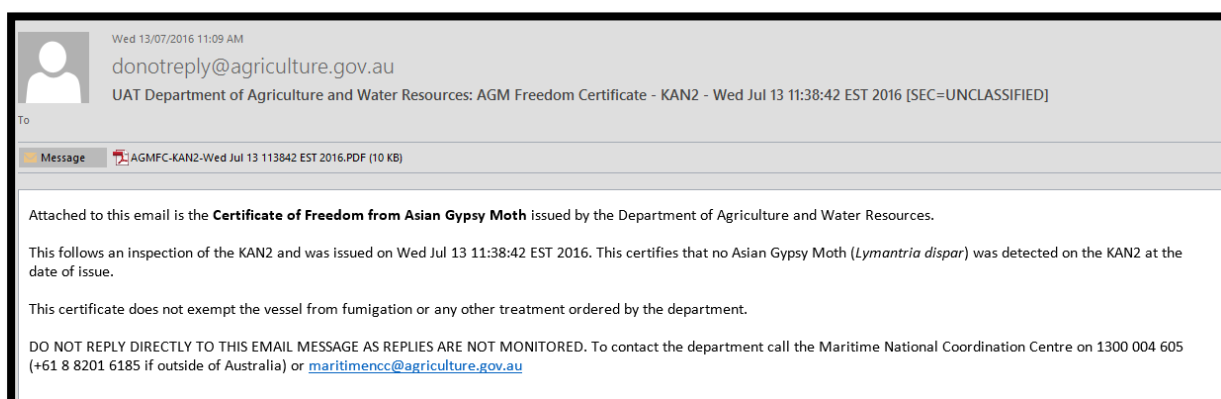 Wed 13/07/2016 11:09 AM
donotreply@agriculture.gov.au
UAT Department of Agriculture and Water Resources: AGM Freedom Certificate - KAN2 - Wed Jul 13 11:38:42 EST 2016 [SEC=UNCLASSIFIED]
To
Message AGMFC-KAN2-Wed Jul 13 113842 EST 2016.PDF (10 KB)
Attached to this email is the Certificate of Freedom from Asian Gypsy Moth issued by the Department of Agriculture and Water Resources.
This follows an inspection of the KAN2 and was issued on Wed Jul 13 11:38:42 EST 2016. This certifies that no Asian Gypsy Moth (Lymantria dispar) was detected on the KAN2 at the
date of issue.
This certificate does not exempt the vessel from fumigation or any other treatment ordered by the department.
DO NOT REPLY DIRECTLY TO THIS EMAIL MESSAGE AS REPLIES ARE NOT MONITORED. To contact the department call the Maritime National Coordination Centre on 1300 004 605
(+61 8 8201 6185 if outside of Australia) or maritimencc@agriculture.gov.au